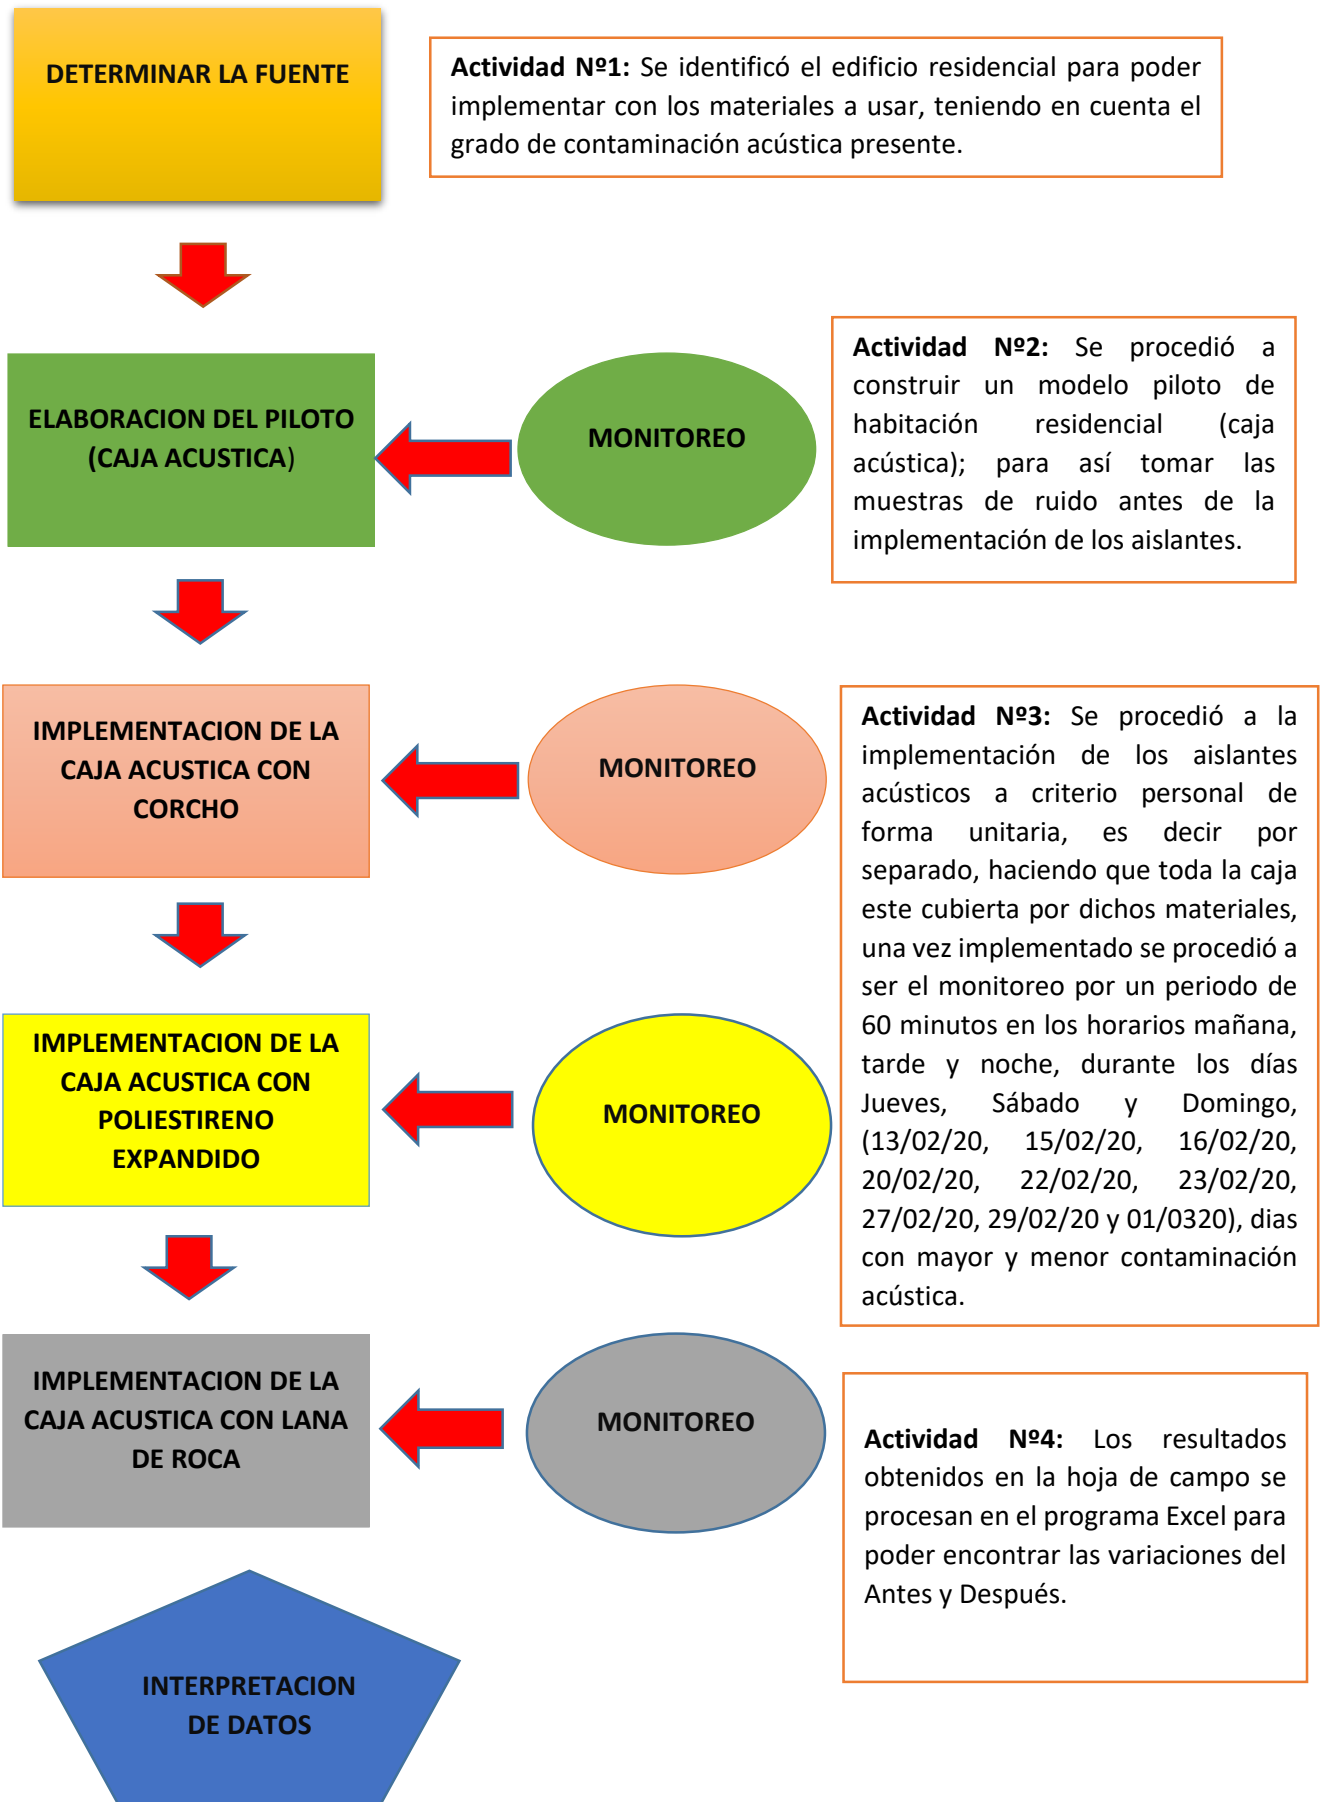 DETERMINAR LA FUENTE
Actividad Nº1: Se identificó el edificio residencial para poder
implementar con los materiales a usar, teniendo en cuenta el
grado de contaminación acústica presente.
ELABORACION DEL PILOTO
(CAJA ACUSTICA)
MONITOREO
Actividad Nº2: Se procedió a
construir un modelo piloto de
habitación residencial (caja
acústica); para así tomar las
muestras de ruido antes de la
implementación de los aislantes.
IMPLEMENTACION DE LA
CAJA ACUSTICA CON
CORCHO
MONITOREO
Actividad Nº3: Se procedió a la
implementación de los aislantes
acústicos a criterio personal de
forma unitaria, es decir por
separado, haciendo que toda la caja
este cubierta por dichos materiales,
una vez implementado se procedió a
ser el monitoreo por un periodo de
60 minutos en los horarios mañana,
tarde y noche, durante los días
Jueves, Sábado y Domingo,
(13/02/20, 15/02/20, 16/02/20,
20/02/20, 22/02/20, 23/02/20,
27/02/20, 29/02/20 y 01/0320), dias
con mayor y menor contaminación
acústica.
IMPLEMENTACION DE LA
CAJA ACUSTICA CON
POLIESTIRENO
EXPANDIDO
MONITOREO
IMPLEMENTACION DE LA
CAJA ACUSTICA CON LANA
DE ROCA
MONITOREO
Actividad Nº4: Los resultados
obtenidos en la hoja de campo se
procesan en el programa Excel para
poder encontrar las variaciones del
Antes y Después.
INTERPRETACION
DE DATOS